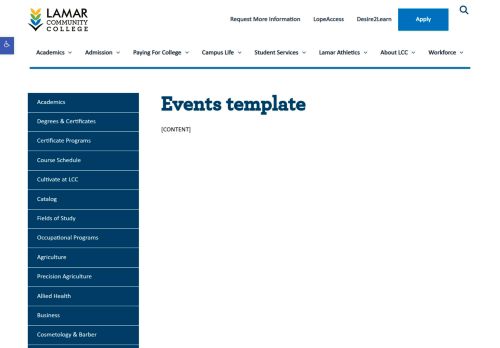 LAMAR
COMMUNITY
COLLEGE
Request More Information LopeAccess Desire2Learn Apply
Academics Admission Paying For College Campus Life Student Services Lamar Athletics About LCC Workforce
Events template
[CONTENT]
Academics
Degrees & Certificates
Certificate Programs
Course Schedule
Cultivate at LCC
Catalog
Fields of Study
Occupational Programs
Agriculture
Precision Agriculture
Allied Health
Business
Cosmetology & Barber